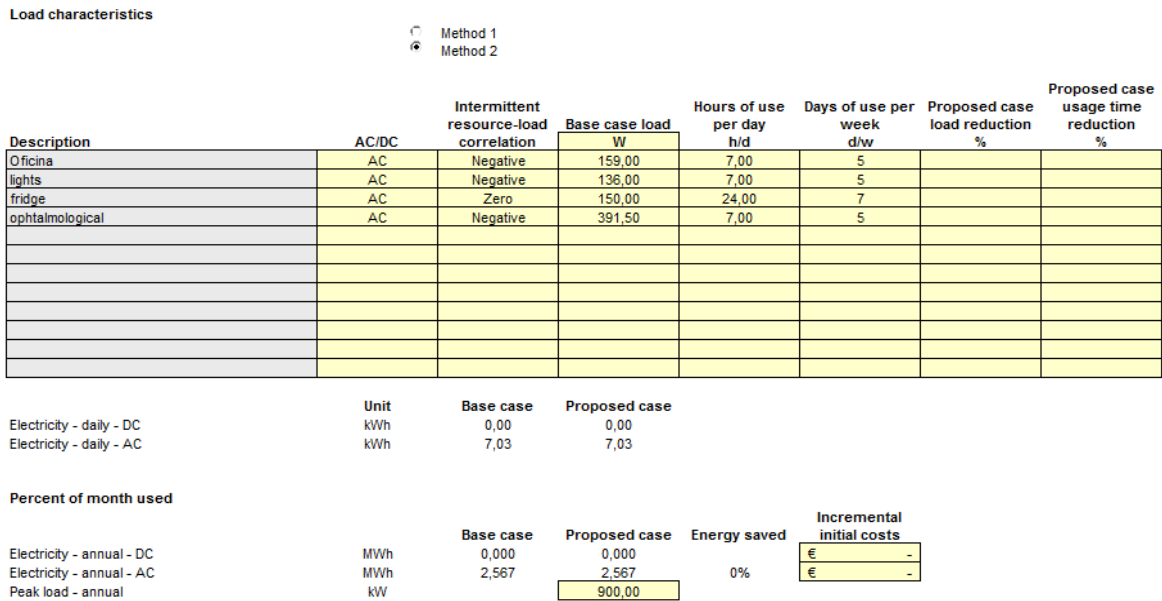 Load characteristics
Method 1
Method 2
Proposed case
Intermittent Hours of use Days of use per Proposed case usage time
resource-load Base case load per day week load reduction reduction
Description AC/DC correlation W h/d d/w % %
Oficina AC Negative 159,00 7,00 5
lights AC Negative 136,00 7,00 5
fridge AC Zero 150,00 24,00 7
ophtalmological AC Negative 391,50 7,00 5
Unit Base case Proposed case
Electricity - daily - DC kWh 0,00 0,00
Electricity - daily - AC kWh 7,03 7,03
Percent of month used
Incremental
Base case Proposed case Energy saved initial costs
Electricity - annual - DC MWh 0,000 0,000 € -
Electricity - annual - AC MWh 2,567 2,567 0% € -
Peak load - annual kW 900,00